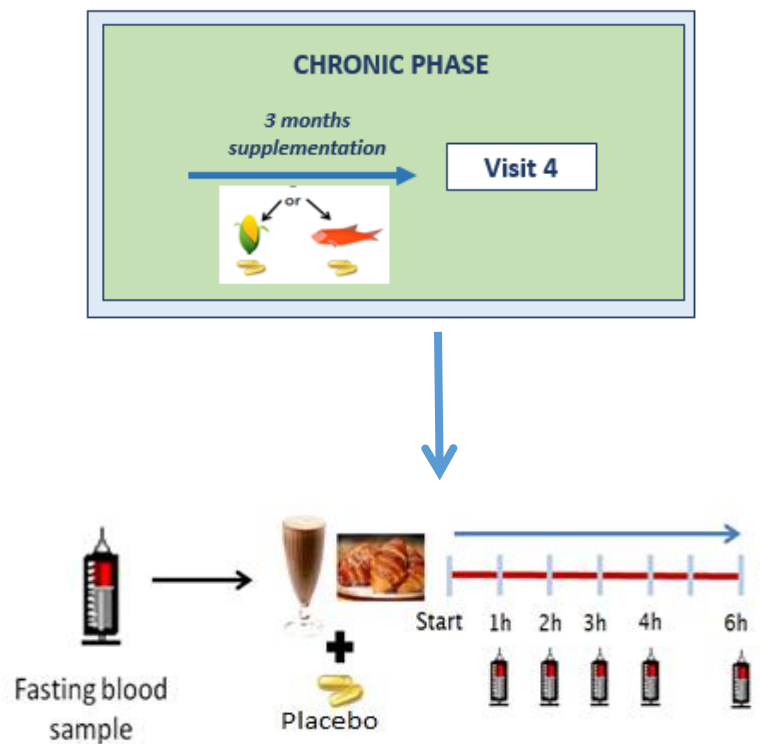 CHRONIC PHASE
3 months
supplementation
Visit 4
or
Start 1h 2h 3h 4h 6h
Fasting blood
sample
Placebo